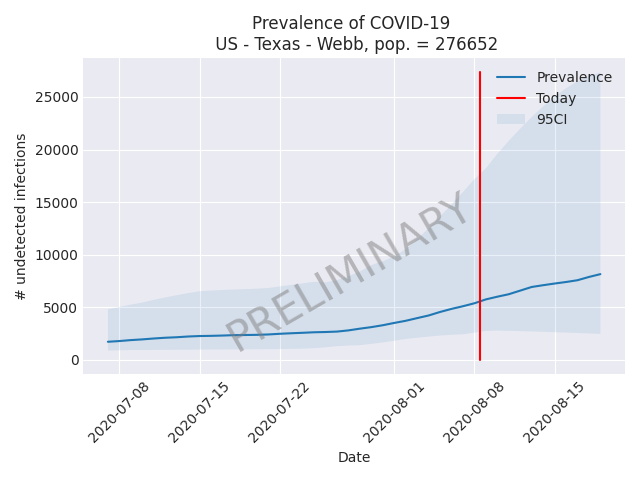 Prevalence of COVID-19
US - Texas - Webb, pop. = 276652
Prevalence
Today
95CI
# undetected infections
25000
20000
15000
10000
5000
0
PRELIMINARY
2020-07-08
2020-07-15
2020-07-22
2020-08-01
2020-08-08
2020-08-15
Date